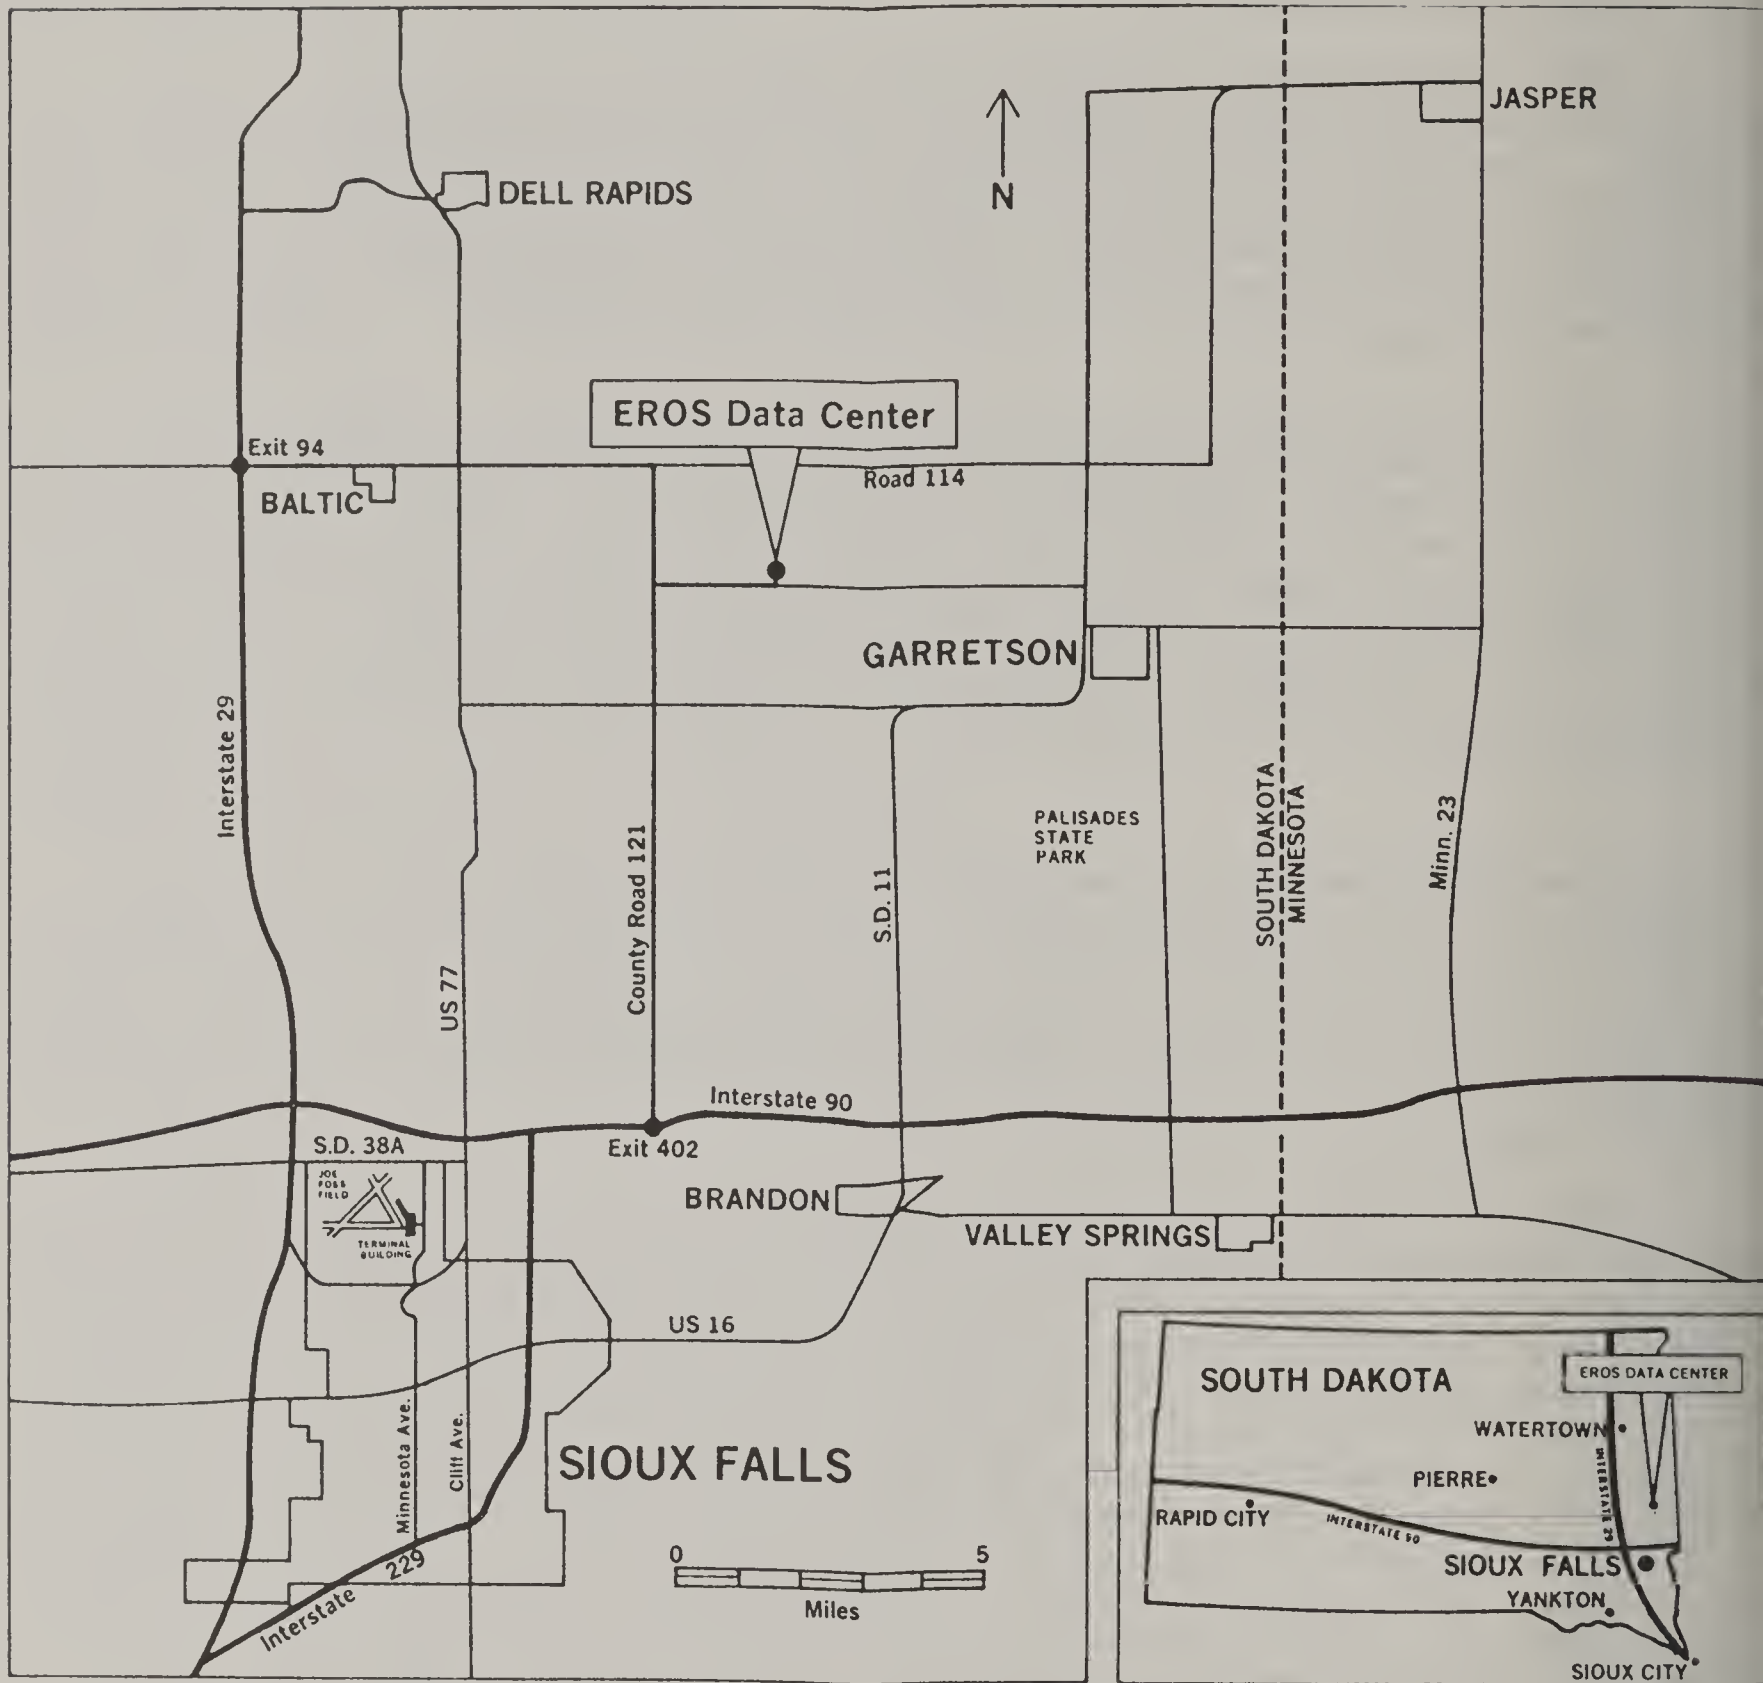 JASPER
DELL RAPIDS
N
EROS Data Center
Exit 94
Road 114
BALTIC
GARRETSON
Interstate 29
PALISADES
STATE
PARK
SOUTH DAKOTA
MINNESOTA
Minn. 23
County Road 121
S.D. 11
US 77
Interstate 90
Exit 402
S.D. 38A
JOE
FOSS
FIELD
TERMINAL
BUILDING
BRANDON
VALLEY SPRINGS
US 16
Minnesota Ave.
Cliff Ave.
SIOUX FALLS
Interstate 229
0 5
Miles
SOUTH DAKOTA
EROS DATA CENTER
WATERTOWN
INTERSTATE 29
PIERRE
RAPID CITY
INTERSTATE 90
SIOUX FALLS
YANKTON
SIOUX CITY